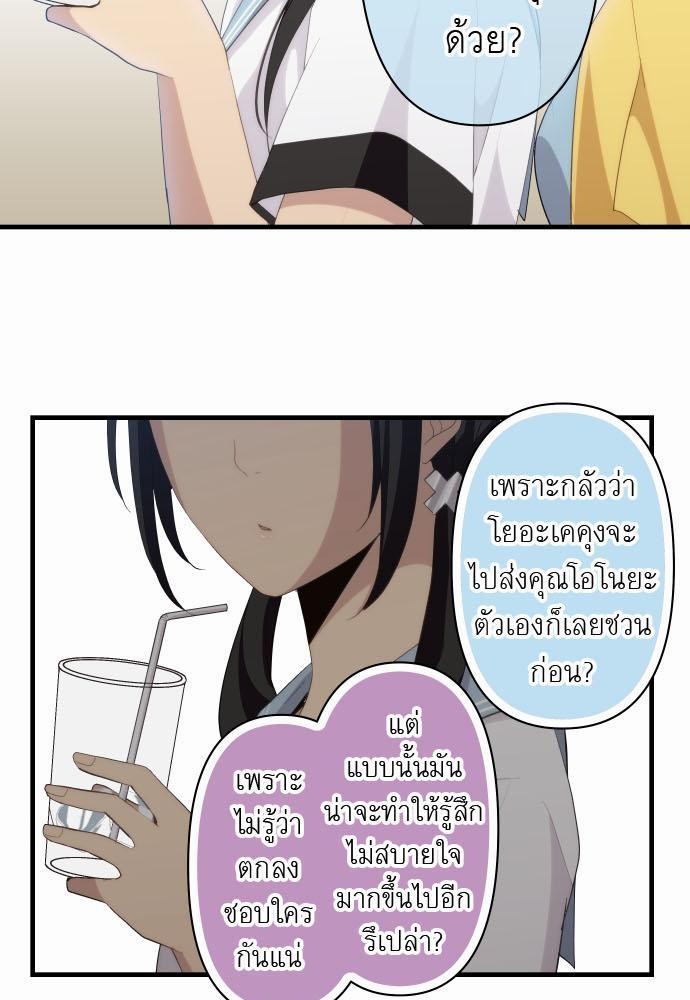 ด้วย?
เพราะกลัวว่า
โยอะเคคุงจะ
ไปส่งคุณโอโนยะ
ตัวเองก็เลยชวน
ก่อน?
แต่
แบบนั้นมัน
น่าจะทำให้รู้สึก
ไม่สบายใจ
มากขึ้นไปอีก
รึเปล่า?
เพราะ
ไม่รู้ว่า
ตกลง
ชอบใคร
กันแน่